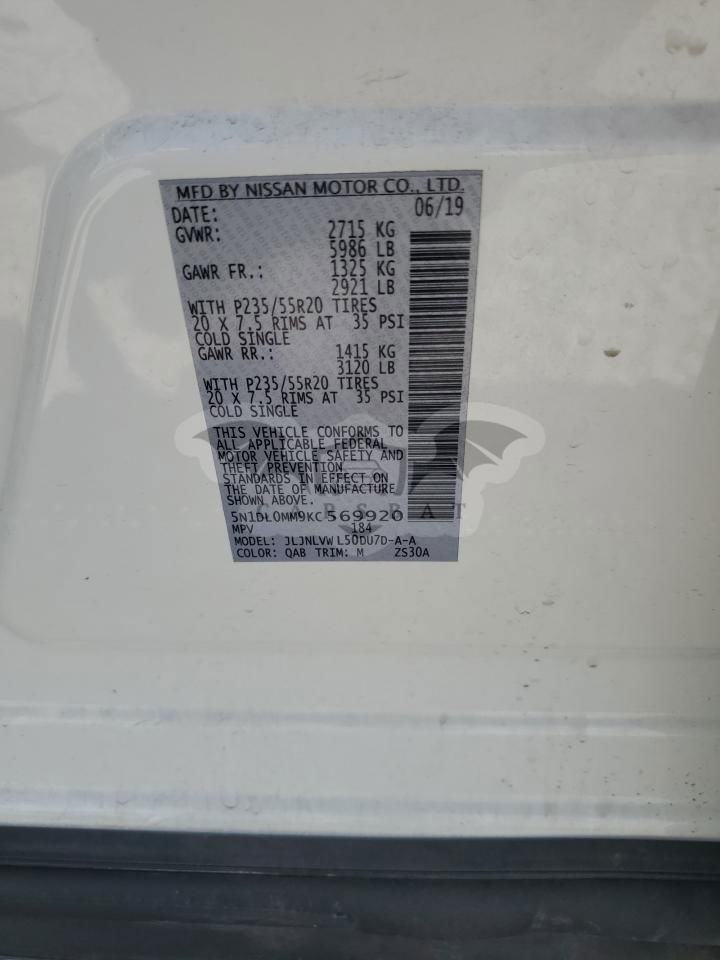 MFD BY NISSAN MOTOR CO., LTD.
DATE: 06/19
GVWR: 2715 KG
5986 LB
GAWR FR.: 1325 KG
2921 LB
WITH P235/55R20 TIRES
20 X 7.5 RIMS AT 35 PSI
COLD SINGLE
GAWR RR.: 1415 KG
3120 LB
WITH P235/55R20 TIRES
20 X 7.5 RIMS AT 35 PSI
COLD SINGLE
THIS VEHICLE CONFORMS TO
ALL APPLICABLE FEDERAL
MOTOR VEHICLE SAFETY AND
THEFT PREVENTION
STANDARDS IN EFFECT ON
THE DATE OF MANUFACTURE
SHOWN ABOVE.
CARSBAT
5N1DL0MM9KC569920
MPV 184
MODEL: JLJNLVWL50DU7D-A-A
COLOR: QAB TRIM: M ZS30A